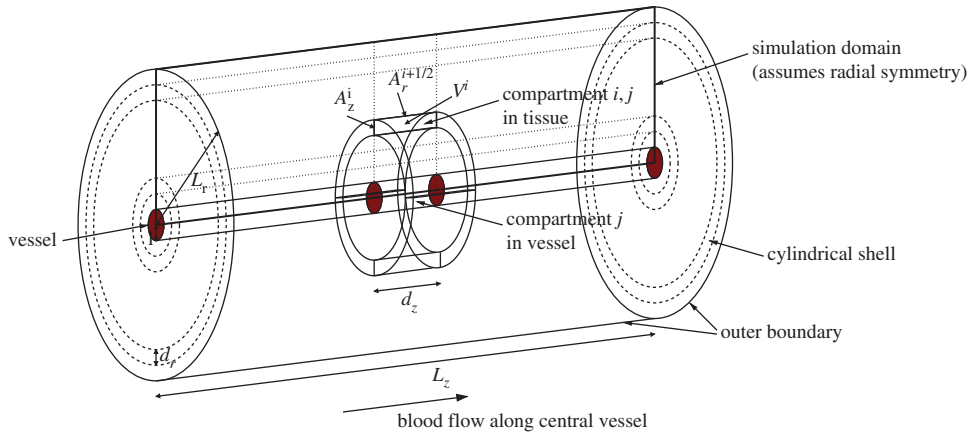 simulation domain
(assumes radial symmetry)
A_r^{i+1/2}
A_z^i
V^i
compartment i, j
in tissue
L_r
vessel
compartment j
in vessel
cylindrical shell
d_z
outer boundary
d_r
L_z
blood flow along central vessel